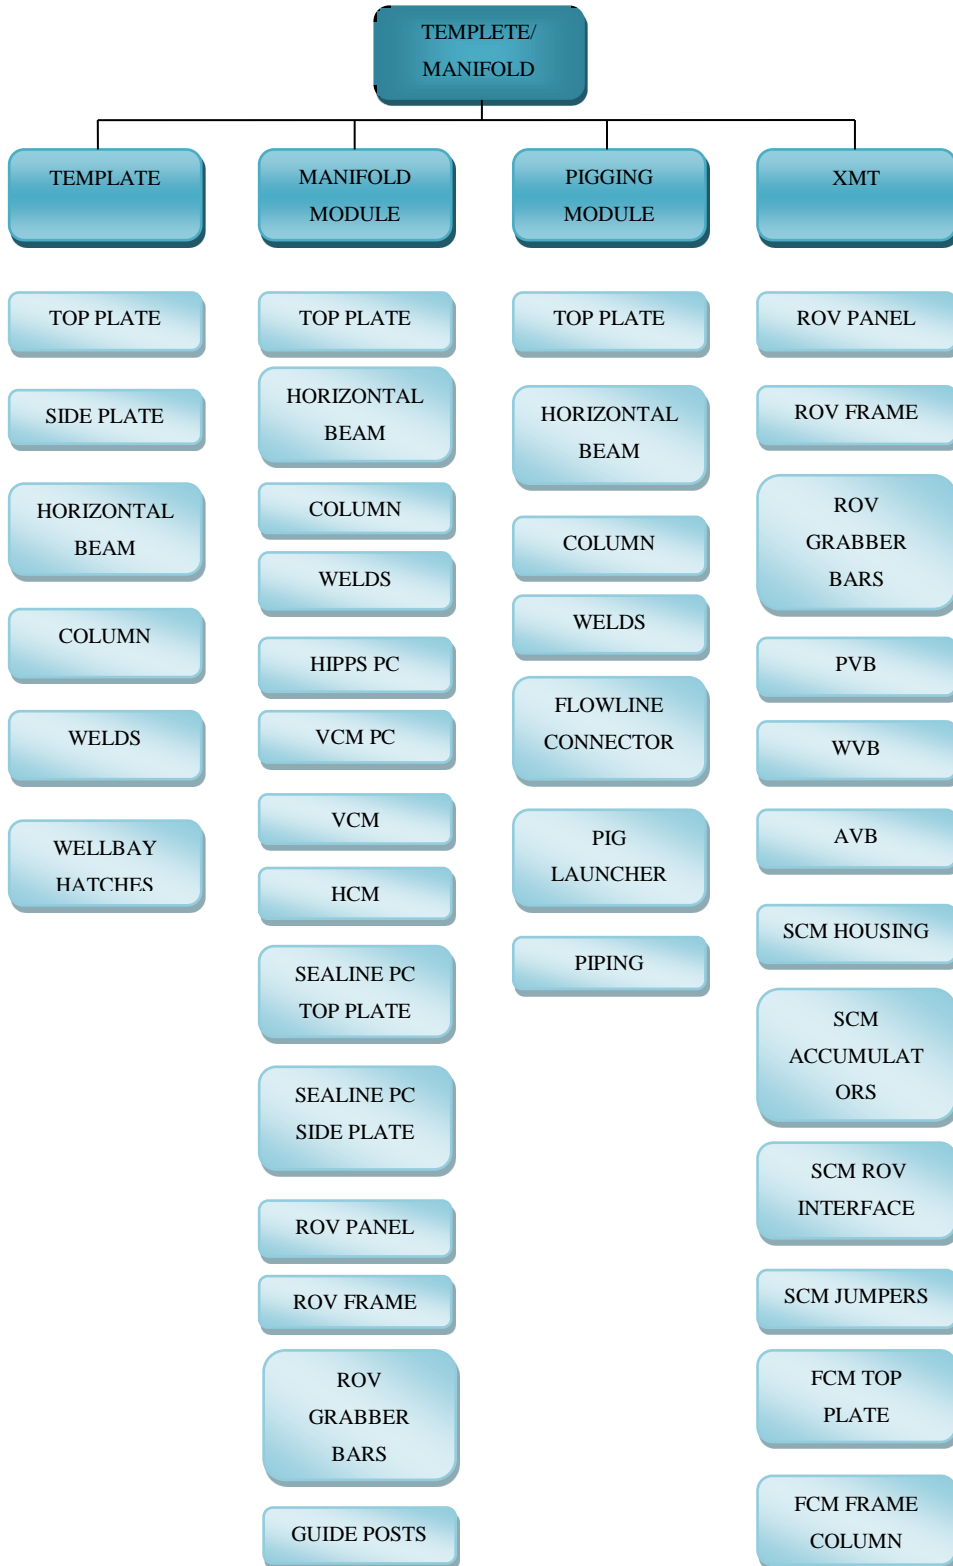 TEMPLETE/
MANIFOLD
TEMPLATE
MANIFOLD
MODULE
PIGGING
MODULE
XMT
TOP PLATE
SIDE PLATE
HORIZONTAL
BEAM
COLUMN
WELDS
WELLBAY
HATCHES
TOP PLATE
HORIZONTAL
BEAM
COLUMN
WELDS
HIPPS PC
VCM PC
VCM
HCM
SEALINE PC
TOP PLATE
SEALINE PC
SIDE PLATE
ROV PANEL
ROV FRAME
ROV
GRABBER
BARS
GUIDE POSTS
TOP PLATE
HORIZONTAL
BEAM
COLUMN
WELDS
FLOWLINE
CONNECTOR
PIG
LAUNCHER
PIPING
ROV PANEL
ROV FRAME
ROV
GRABBER
BARS
PVB
WVB
AVB
SCM HOUSING
SCM
ACCUMULAT
ORS
SCM ROV
INTERFACE
SCM JUMPERS
FCM TOP
PLATE
FCM FRAME
COLUMN